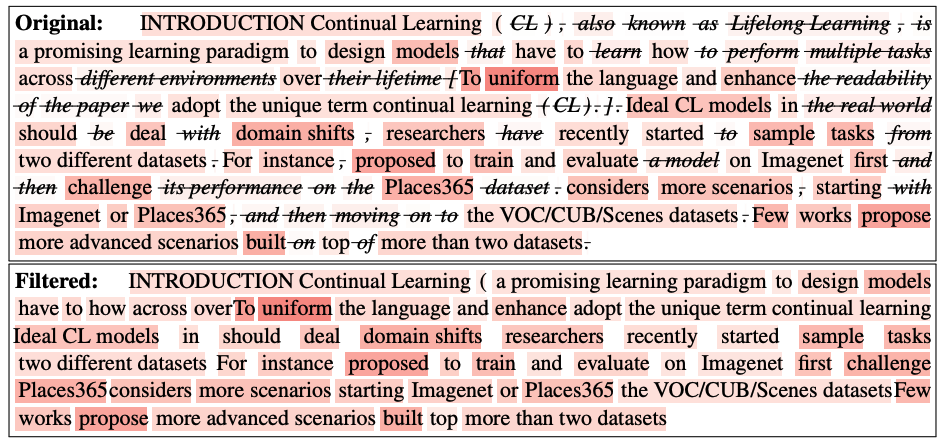 Original: INTRODUCTION Continual Learning ( CL ) , also known as Lifelong Learning , is
a promising learning paradigm to design models that have to learn how to perform multiple tasks
across different environments over their lifetime [ To uniform the language and enhance the readability
of the paper we adopt the unique term continual learning ( CL ) . ] . Ideal CL models in the real world
should be deal with domain shifts , researchers have recently started to sample tasks from
two different datasets . For instance , proposed to train and evaluate a model on Imagenet first and
then challenge its performance on the Places365 dataset . considers more scenarios , starting with
Imagenet or Places365 , and then moving on to the VOC/CUB/Scenes datasets . Few works propose
more advanced scenarios built on top of more than two datasets .
Filtered: INTRODUCTION Continual Learning ( a promising learning paradigm to design models
have to how across overTo uniform the language and enhance adopt the unique term continual learning
Ideal CL models in should deal domain shifts researchers recently started sample tasks
two different datasets For instance proposed to train and evaluate on Imagenet first challenge
Places365considers more scenarios starting Imagenet or Places365 the VOC/CUB/Scenes datasetsFew
works propose more advanced scenarios built top more than two datasets